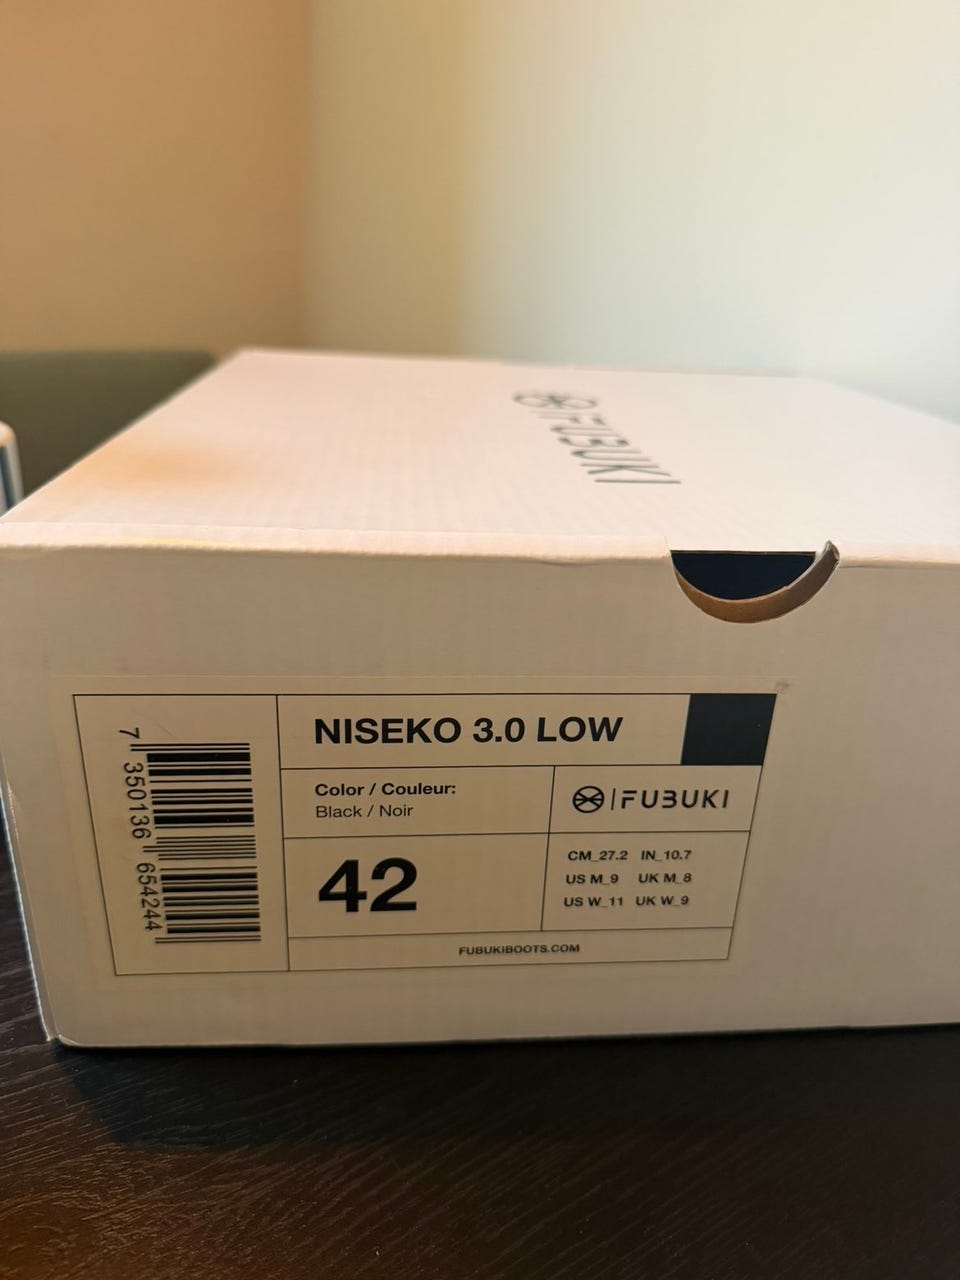 FUBUKI
NISEKO 3.0 LOW
Color / Couleur:
Black / Noir
FUBUKI
42
CM_27.2 IN_10.7
US M_9 UK M_8
US W_11 UK W_9
FUBUKIBOOTS.COM
7 350136 654244